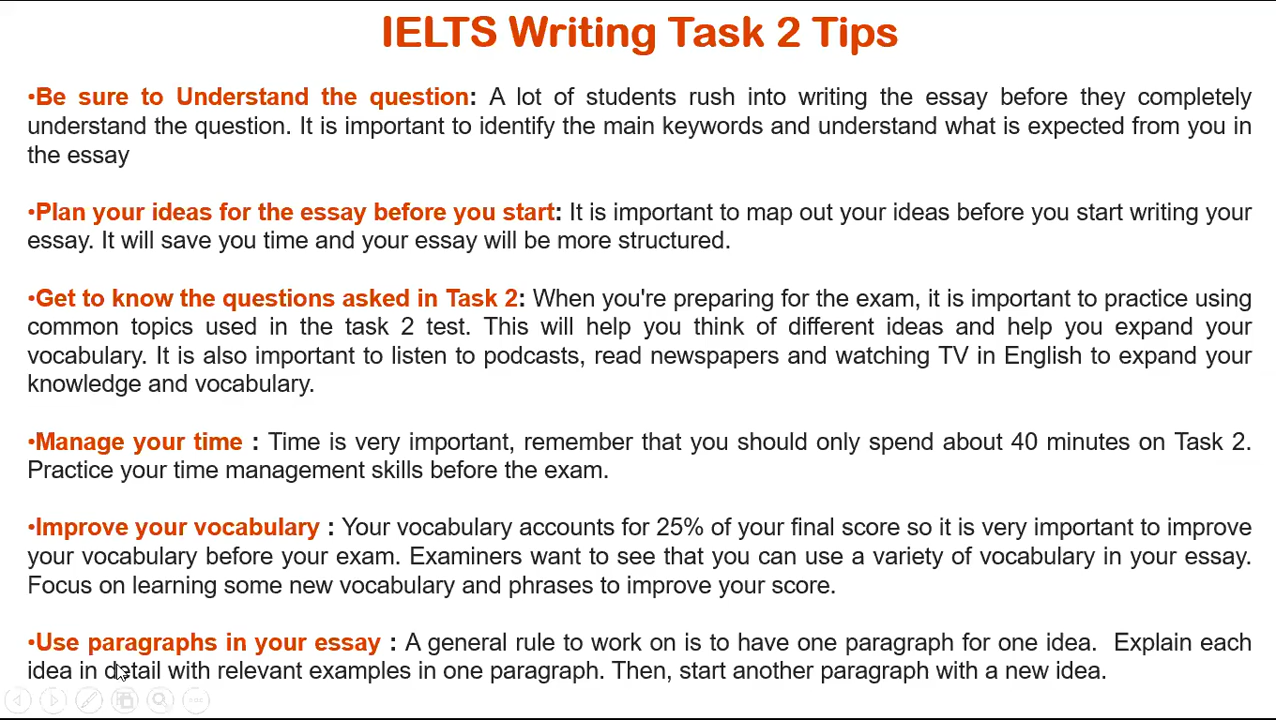 IELTS Writing Task 2 Tips
•Be sure to Understand the question: A lot of students rush into writing the essay before they completely
understand the question. It is important to identify the main keywords and understand what is expected from you in
the essay
•Plan your ideas for the essay before you start: It is important to map out your ideas before you start writing your
essay. It will save you time and your essay will be more structured.
•Get to know the questions asked in Task 2: When you're preparing for the exam, it is important to practice using
common topics used in the task 2 test. This will help you think of different ideas and help you expand your
vocabulary. It is also important to listen to podcasts, read newspapers and watching TV in English to expand your
knowledge and vocabulary.
•Manage your time : Time is very important, remember that you should only spend about 40 minutes on Task 2.
Practice your time management skills before the exam.
•Improve your vocabulary : Your vocabulary accounts for 25% of your final score so it is very important to improve
your vocabulary before your exam. Examiners want to see that you can use a variety of vocabulary in your essay.
Focus on learning some new vocabulary and phrases to improve your score.
•Use paragraphs in your essay : A general rule to work on is to have one paragraph for one idea. Explain each
idea in detail with relevant examples in one paragraph. Then, start another paragraph with a new idea.